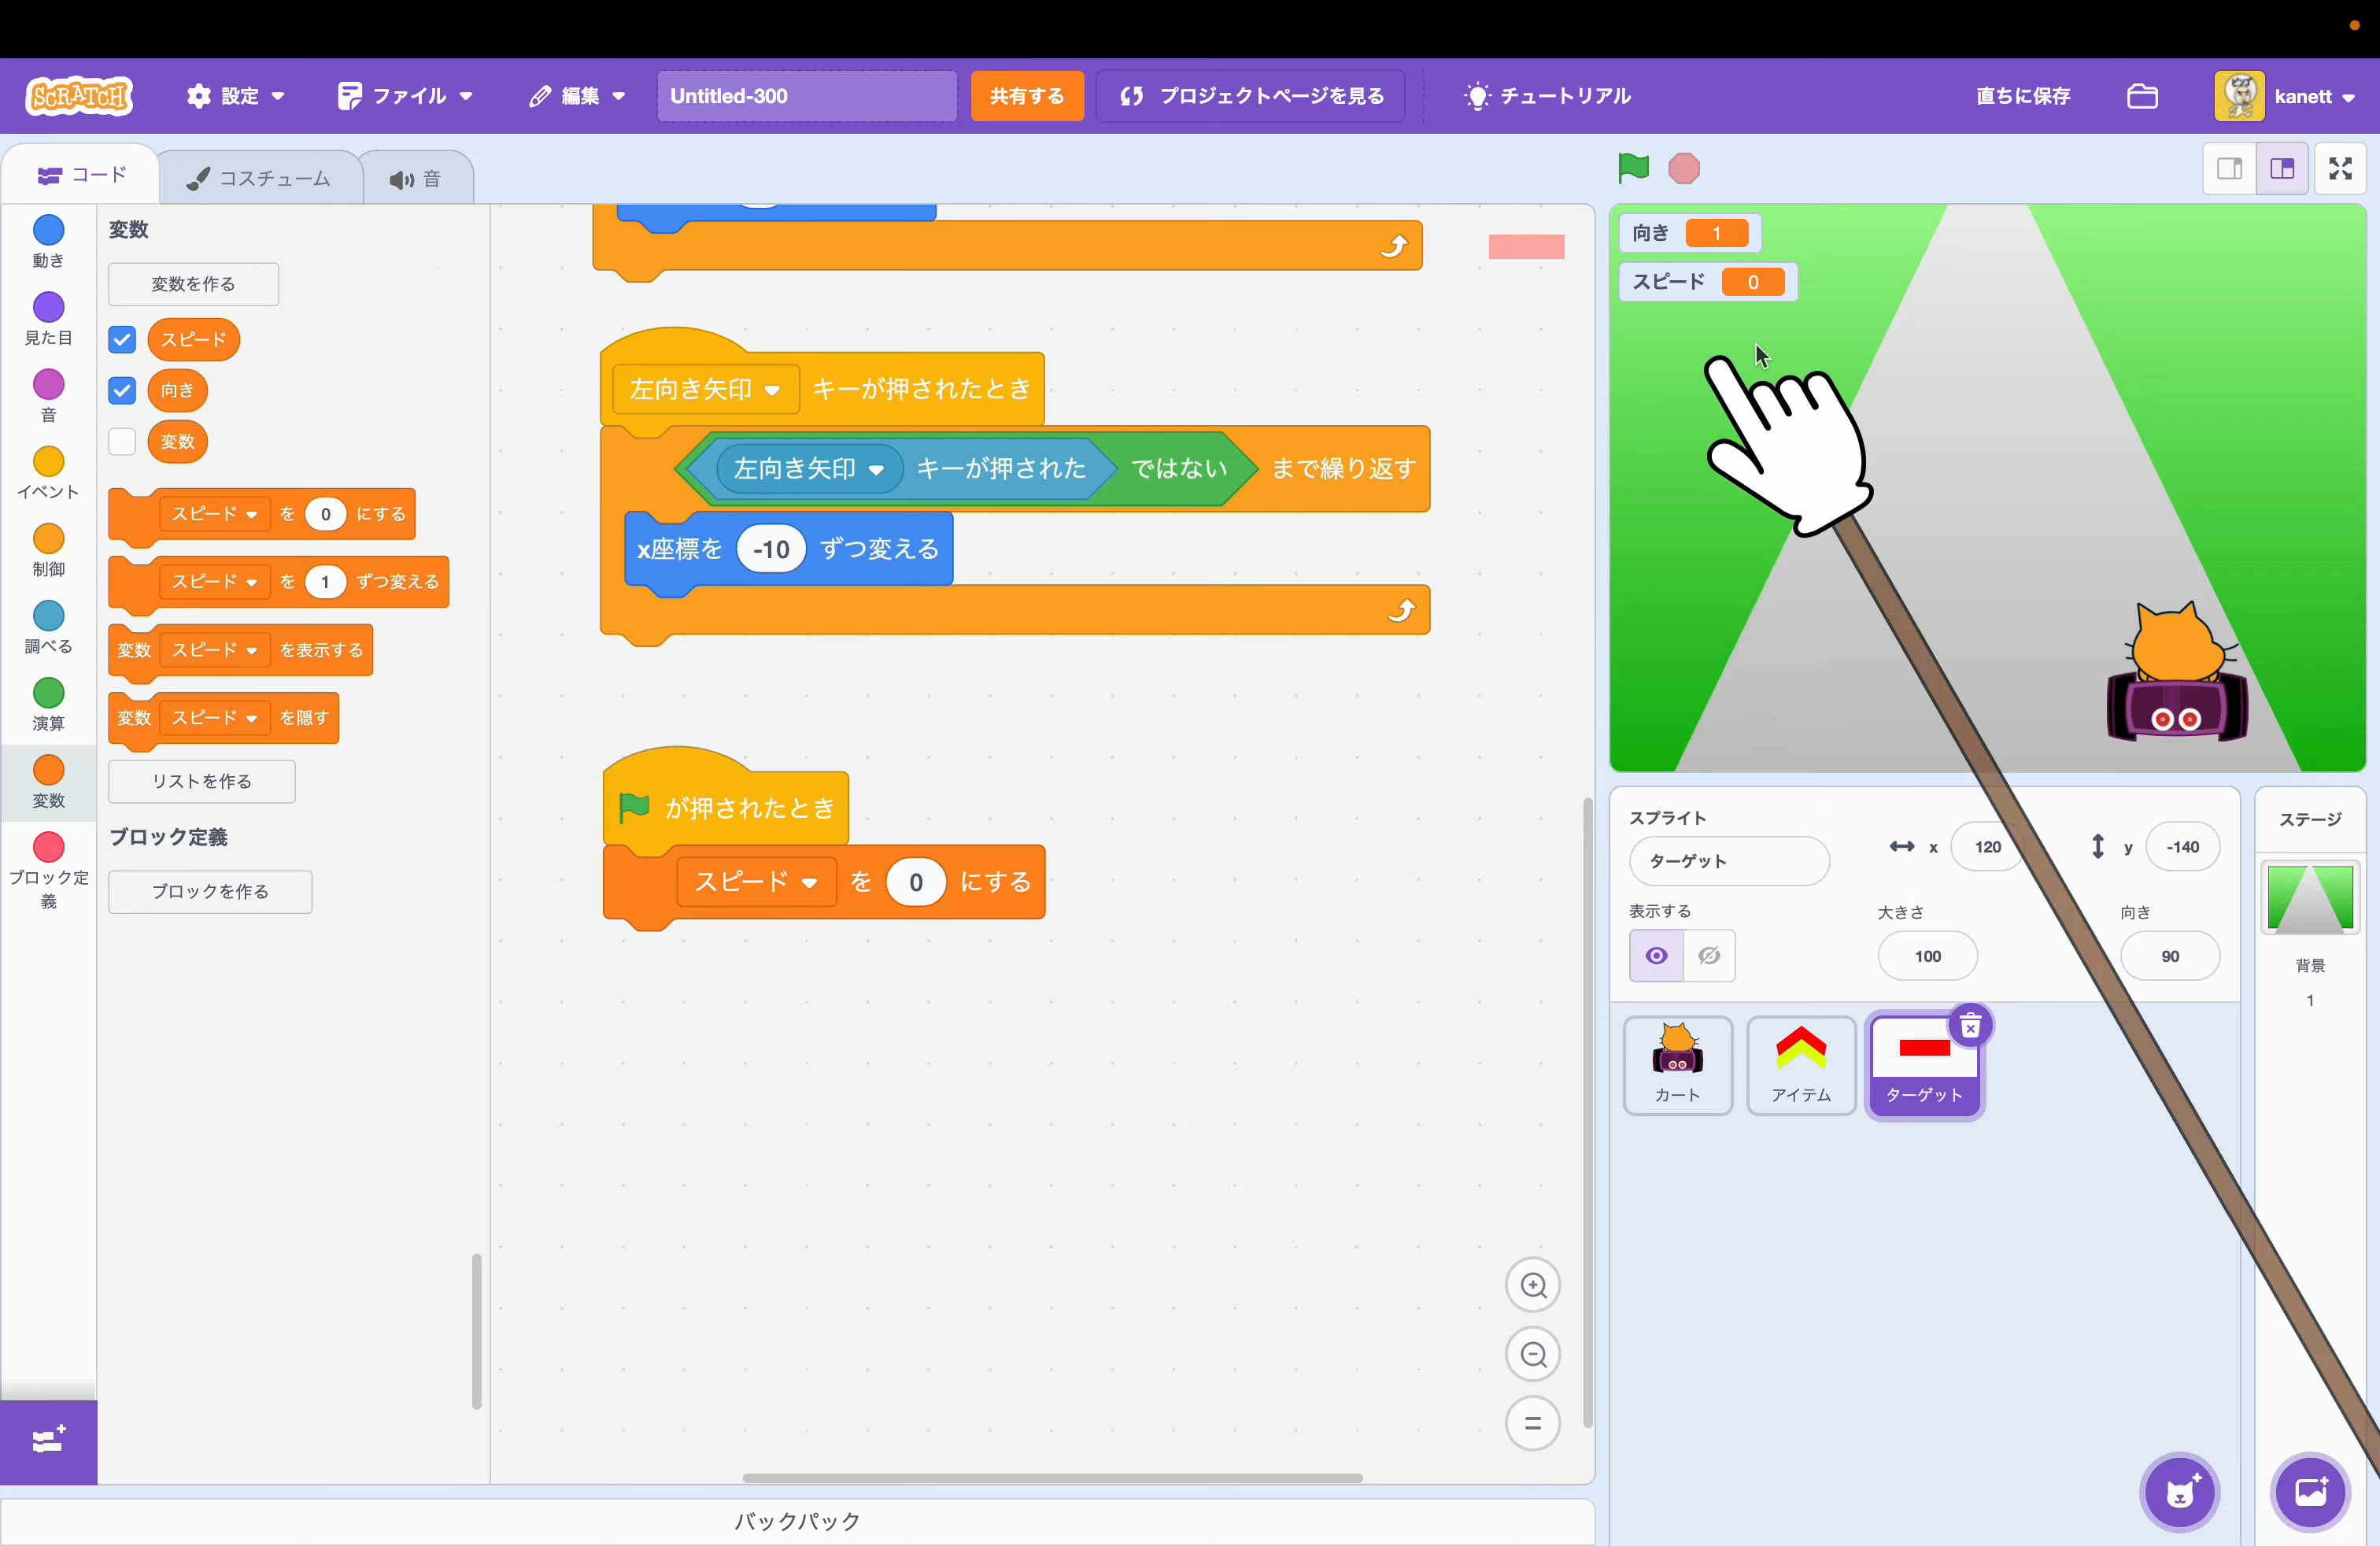 SCRATCH 設定 ファイル 編集 Untitled-300 共有する プロジェクトページを見る チュートリアル 直ちに保存 kanett
コード コスチューム 音
動き
見た目
音
イベント
制御
調べる
演算
変数
ブロック定
義
変数
変数を作る
スピード
向き
変数
スピード を 0 にする
スピード を 1 ずつ変える
変数 スピード を表示する
変数 スピード を隠す
リストを作る
ブロック定義
ブロックを作る
左向き矢印 キーが押されたとき
左向き矢印 キーが押された ではない まで繰り返す
x座標を -10 ずつ変える
が押されたとき
スピード を 0 にする
向き 1
スピード 0
スプライト
ターゲット
x 120 y -140
表示する 大きさ 向き
100 90
カート アイテム ターゲット
ステージ
背景
1
バックパック